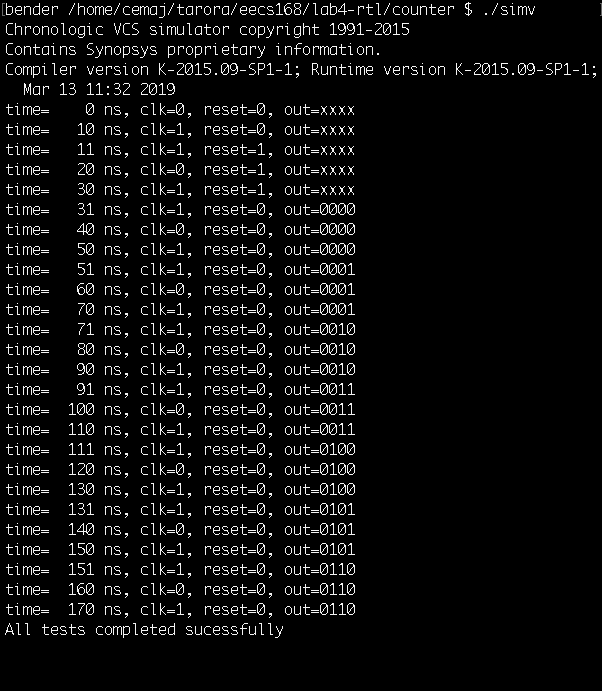 [bender /home/cemaj/tarora/eecs168/lab4-rtl/counter $ ./simv ]
Chronologic VCS simulator copyright 1991-2015
Contains Synopsys proprietary information.
Compiler version K-2015.09-SP1-1; Runtime version K-2015.09-SP1-1;
  Mar 13 11:32 2019
time=    0 ns, clk=0, reset=0, out=xxxx
time=   10 ns, clk=1, reset=0, out=xxxx
time=   11 ns, clk=1, reset=1, out=xxxx
time=   20 ns, clk=0, reset=1, out=xxxx
time=   30 ns, clk=1, reset=1, out=xxxx
time=   31 ns, clk=1, reset=0, out=0000
time=   40 ns, clk=0, reset=0, out=0000
time=   50 ns, clk=1, reset=0, out=0000
time=   51 ns, clk=1, reset=0, out=0001
time=   60 ns, clk=0, reset=0, out=0001
time=   70 ns, clk=1, reset=0, out=0001
time=   71 ns, clk=1, reset=0, out=0010
time=   80 ns, clk=0, reset=0, out=0010
time=   90 ns, clk=1, reset=0, out=0010
time=   91 ns, clk=1, reset=0, out=0011
time=  100 ns, clk=0, reset=0, out=0011
time=  110 ns, clk=1, reset=0, out=0011
time=  111 ns, clk=1, reset=0, out=0100
time=  120 ns, clk=0, reset=0, out=0100
time=  130 ns, clk=1, reset=0, out=0100
time=  131 ns, clk=1, reset=0, out=0101
time=  140 ns, clk=0, reset=0, out=0101
time=  150 ns, clk=1, reset=0, out=0101
time=  151 ns, clk=1, reset=0, out=0110
time=  160 ns, clk=0, reset=0, out=0110
time=  170 ns, clk=1, reset=0, out=0110
All tests completed sucessfully